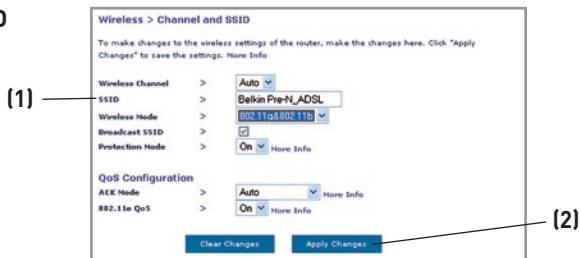 D
Wireless > Channel and SSID
To make changes to the wireless settings of the router, make the changes here. Click "Apply
Changes" to save the settings. More Info
Wireless Channel > Auto
(1)
SSID > Belkin Pre-N_ADSL
Wireless Mode > 802.11g&802.11b
Broadcast SSID >
Protection Mode > On More Info
QoS Configuration
ACK Mode > Auto More Info
802.11e QoS > On More Info
(2)
Clear Changes Apply Changes